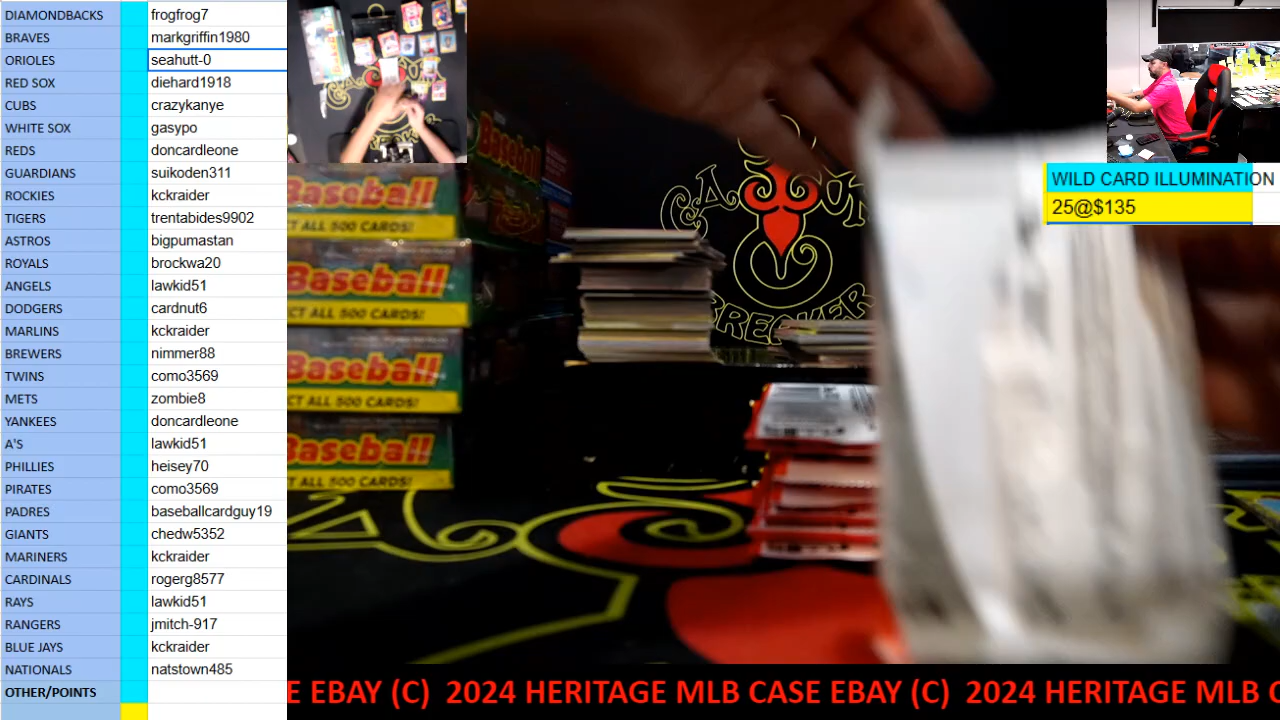 DIAMONDBACKS frogfrog7
BRAVES markgriffin1980
ORIOLES seahutt-0
RED SOX diehard1918
CUBS crazykanye
WHITE SOX gasypo
REDS doncardleone
GUARDIANS suikoden311
ROCKIES kckraider
TIGERS trentabides9902
ASTROS bigpumastan
ROYALS brockwa20
ANGELS lawkid51
DODGERS cardnut6
MARLINS kckraider
BREWERS nimmer88
TWINS como3569
METS zombie8
YANKEES doncardleone
A'S lawkid51
PHILLIES heisey70
PIRATES como3569
PADRES baseballcardguy19
GIANTS chedw5352
MARINERS kckraider
CARDINALS rogerg8577
RAYS lawkid51
RANGERS jmitch-917
BLUE JAYS kckraider
NATIONALS natstown485
OTHER/POINTS
WILD CARD ILLUMINATION
25@$135
Baseball
Baseball
CT ALL 500 CARDS!
Baseball
CT ALL 500 CARDS!
Baseball
CT ALL 500 CARDS!
Baseball
ALL 500 CARDS!
BREAKER
E EBAY (C) 2024 HERITAGE MLB CASE EBAY (C) 2024 HERITAGE MLB C